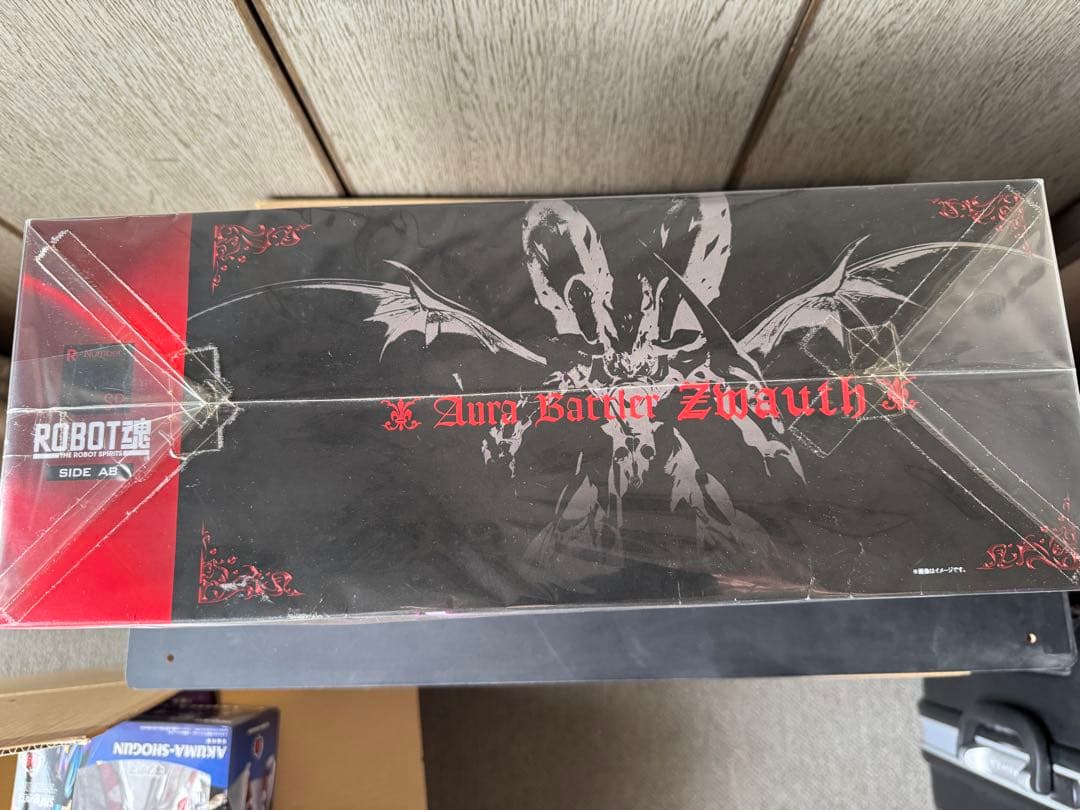 R-Number
SP
ROBOT魂
THE ROBOT SPIRITS
SIDE AB
Aura Battler Zwauth
※画像はイメージです。
AKUMA-SHOGUN